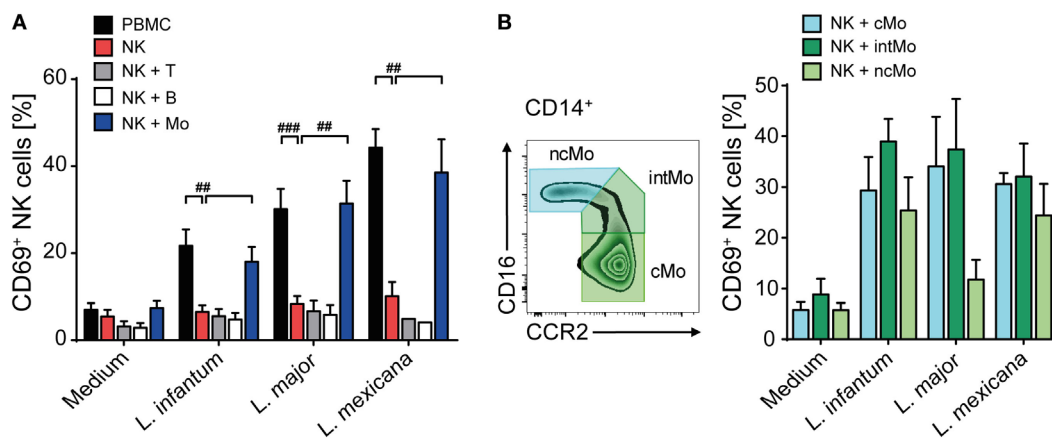 A
PBMC
NK
NK + T
NK + B
NK + Mo
CD69⁺ NK cells [%]
60
40
20
0
##
###
##
##
Medium
L. infantum
L. major
L. mexicana
B
CD14⁺
ncMo
intMo
cMo
CD16
CCR2
NK + cMo
NK + intMo
NK + ncMo
CD69⁺ NK cells [%]
50
40
30
20
10
0
Medium
L. infantum
L. major
L. mexicana